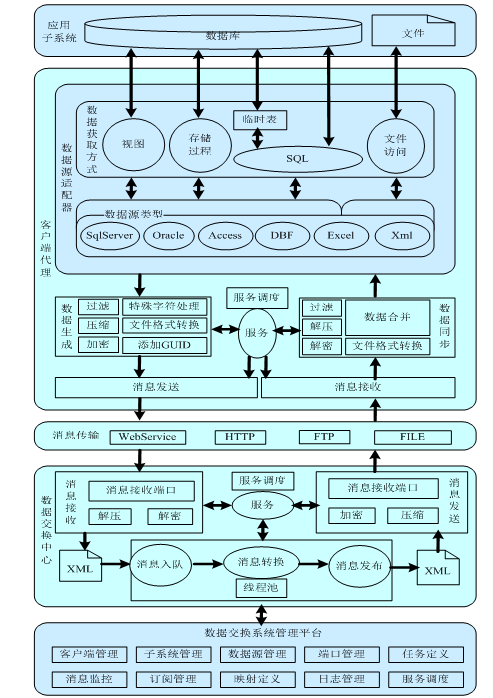 应用
子系统
数据库
文件
客户端代理
数据源适配器
数据获取方式
视图
存储
过程
临时表
SQL
文件
访问
数据源类型
SqlServer
Oracle
Access
DBF
Excel
Xml
数据生成
过滤
特殊字符处理
压缩
文件格式转换
加密
添加GUID
服务调度
服务
过滤
解压
数据合并
解密
文件格式转换
数据同步
消息发送
消息接收
消息传输
WebService
HTTP
FTP
FILE
数据交换中心
消息接收
消息接收端口
解压
解密
服务调度
服务
消息接收端口
加密
压缩
消息发送
XML
消息入队
消息转换
线程池
消息发布
XML
数据交换系统管理平台
客户端管理
子系统管理
数据源管理
端口管理
任务定义
消息监控
订阅管理
映射定义
日志管理
服务调度